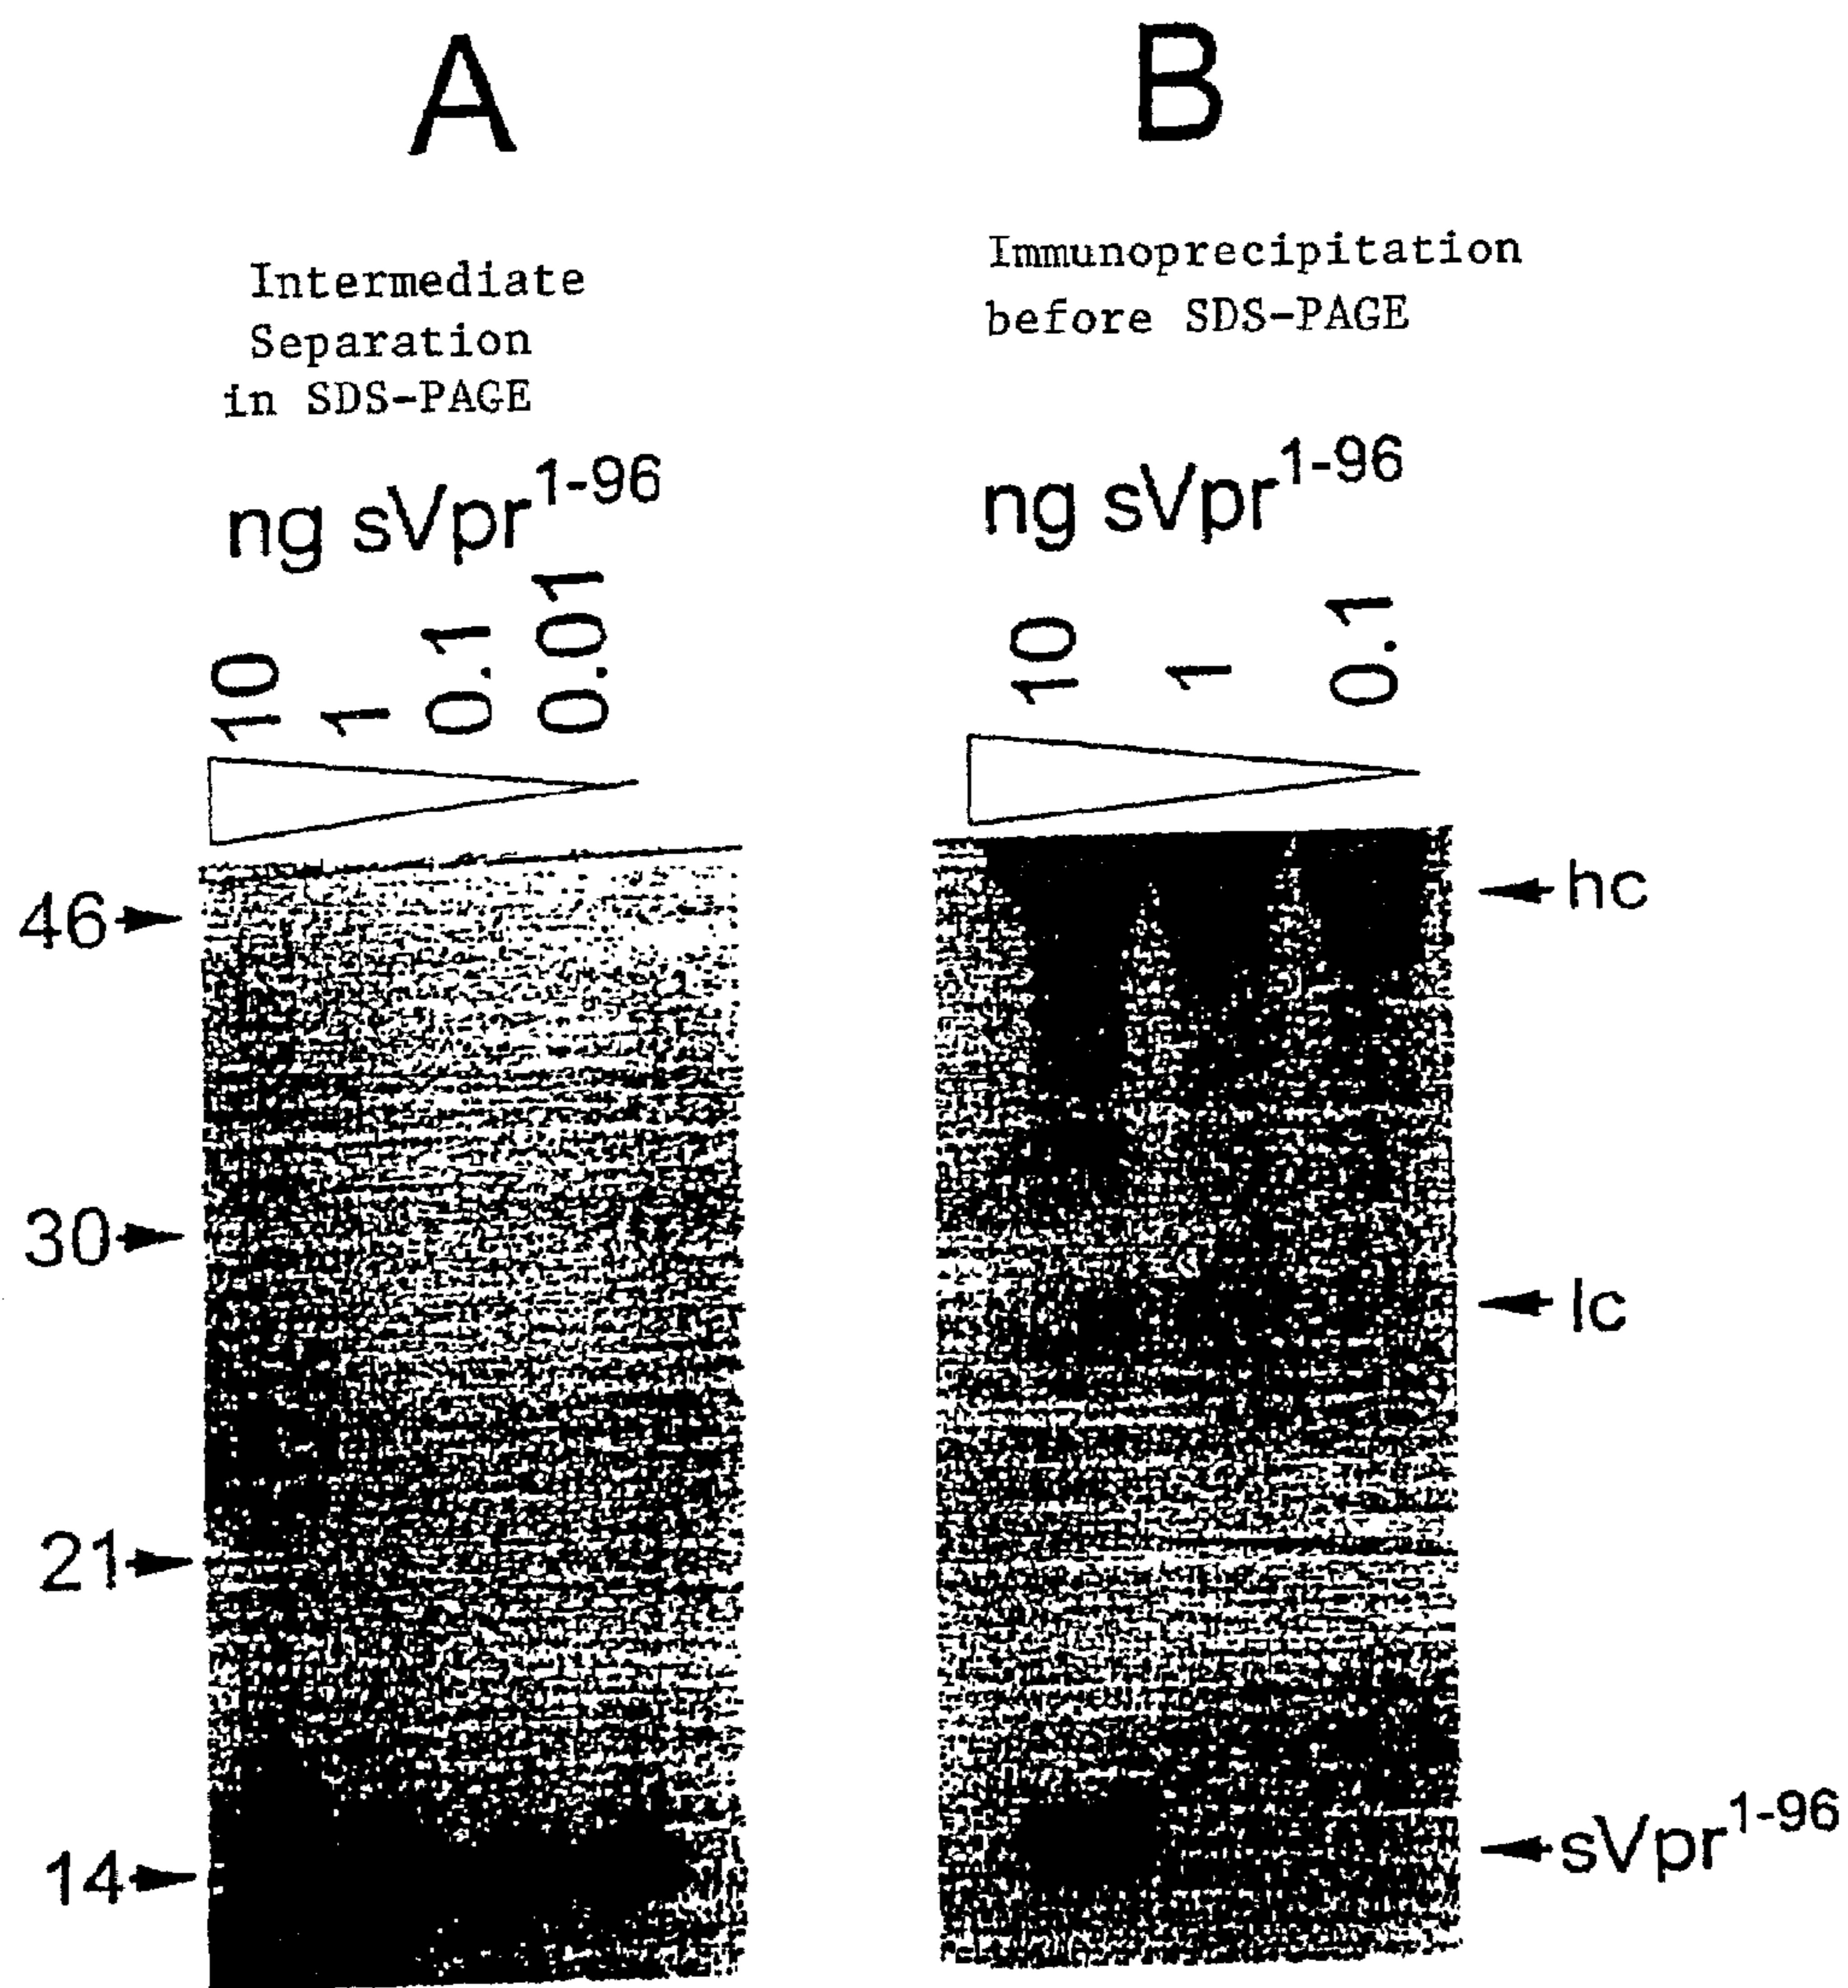 A
Intermediate
Separation
in SDS-PAGE
ng sVpr1-96
10
1
0.1
0.01
46
30
21
14
B
Immunoprecipitation
before SDS-PAGE
ng sVpr1-96
10
1
0.1
hc
lc
sVpr1-96